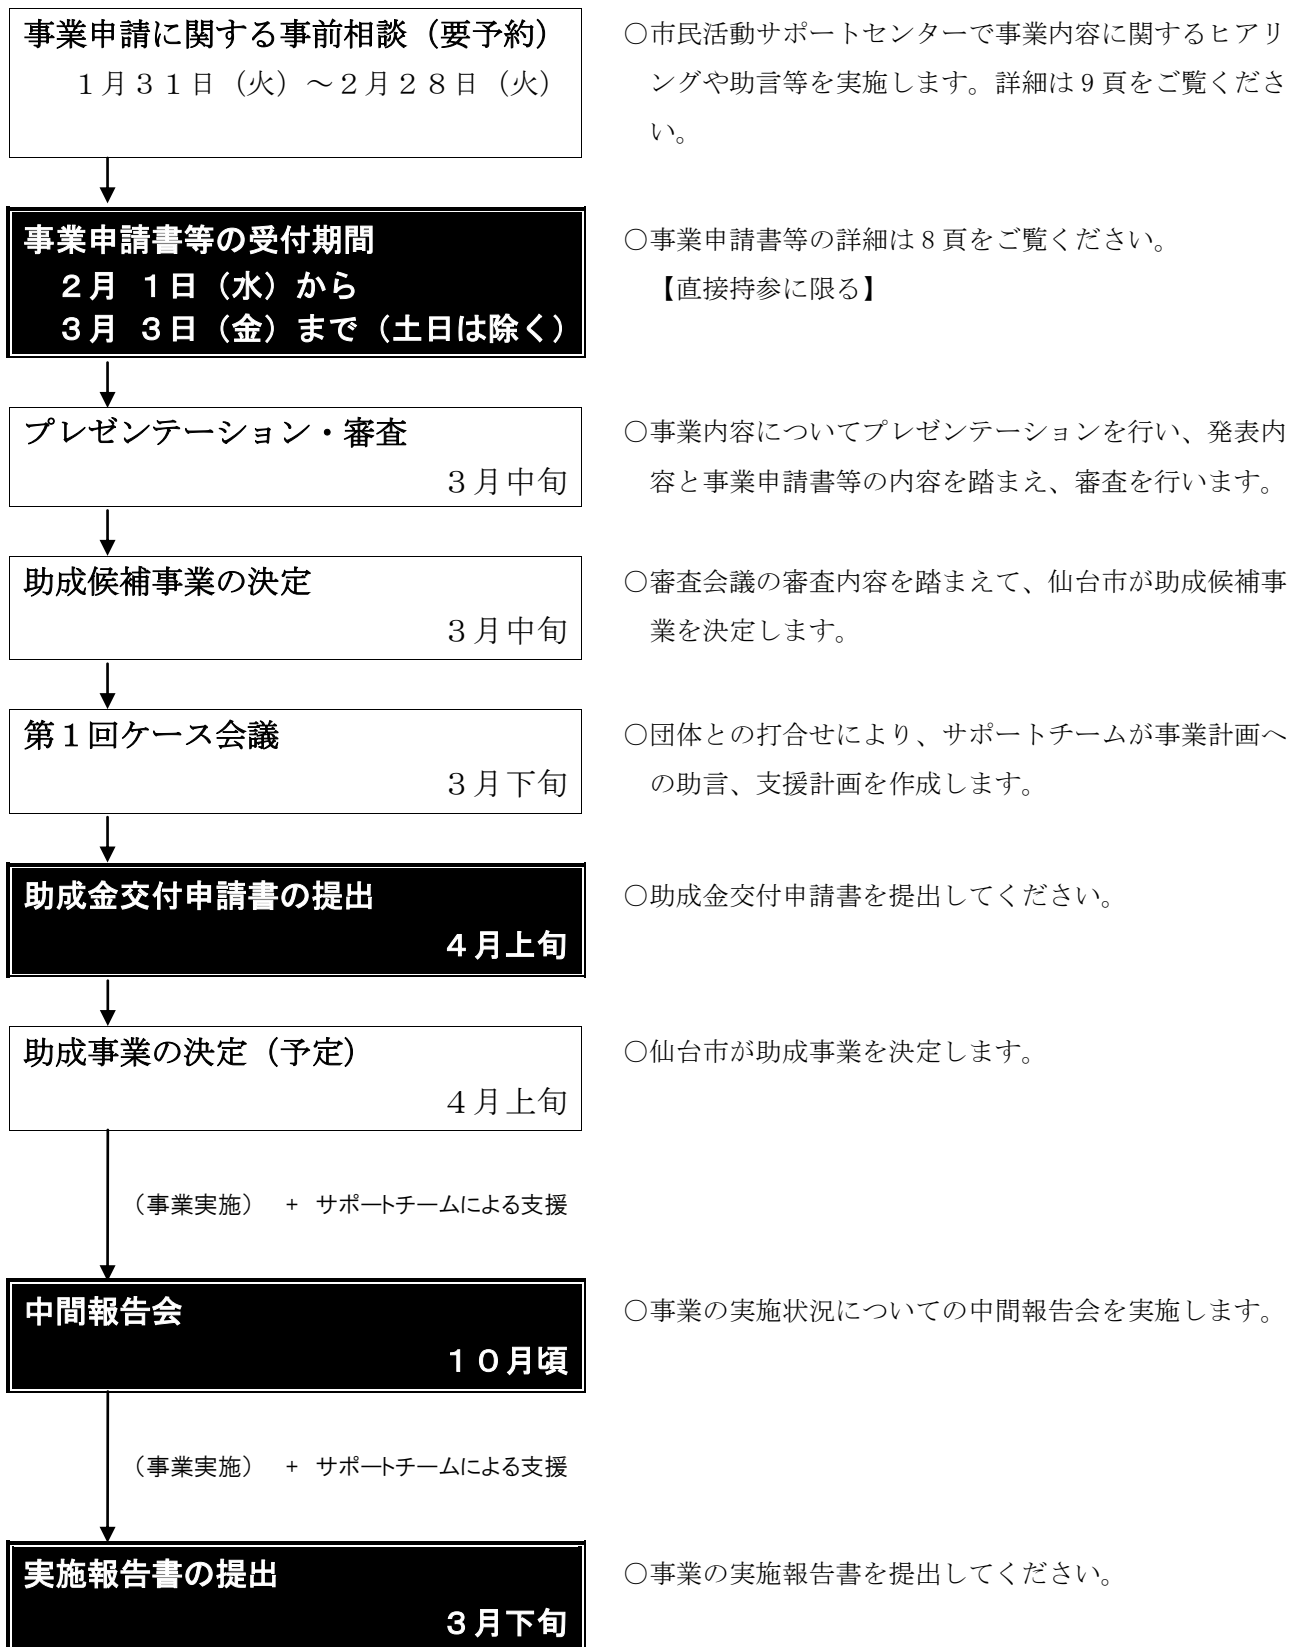 事業申請に関する事前相談（要予約）
１月３１日（火）～２月２８日（火）
○市民活動サポートセンターで事業内容に関するヒアリ
ングや助言等を実施します。詳細は９頁をご覧くださ
い。
事業申請書等の受付期間
２月　１日（水）から
３月　３日（金）まで（土日は除く）
○事業申請書等の詳細は８頁をご覧ください。
【直接持参に限る】
プレゼンテーション・審査
３月中旬
○事業内容についてプレゼンテーションを行い、発表内
容と事業申請書等の内容を踏まえ、審査を行います。
助成候補事業の決定
３月中旬
○審査会議の審査内容を踏まえて、仙台市が助成候補事
業を決定します。
第１回ケース会議
３月下旬
○団体との打合せにより、サポートチームが事業計画へ
の助言、支援計画を作成します。
助成金交付申請書の提出
４月上旬
○助成金交付申請書を提出してください。
助成事業の決定（予定）
４月上旬
○仙台市が助成事業を決定します。
（事業実施）　+　サポートチームによる支援
中間報告会
１０月頃
○事業の実施状況についての中間報告会を実施します。
（事業実施）　+　サポートチームによる支援
実施報告書の提出
３月下旬
○事業の実施報告書を提出してください。